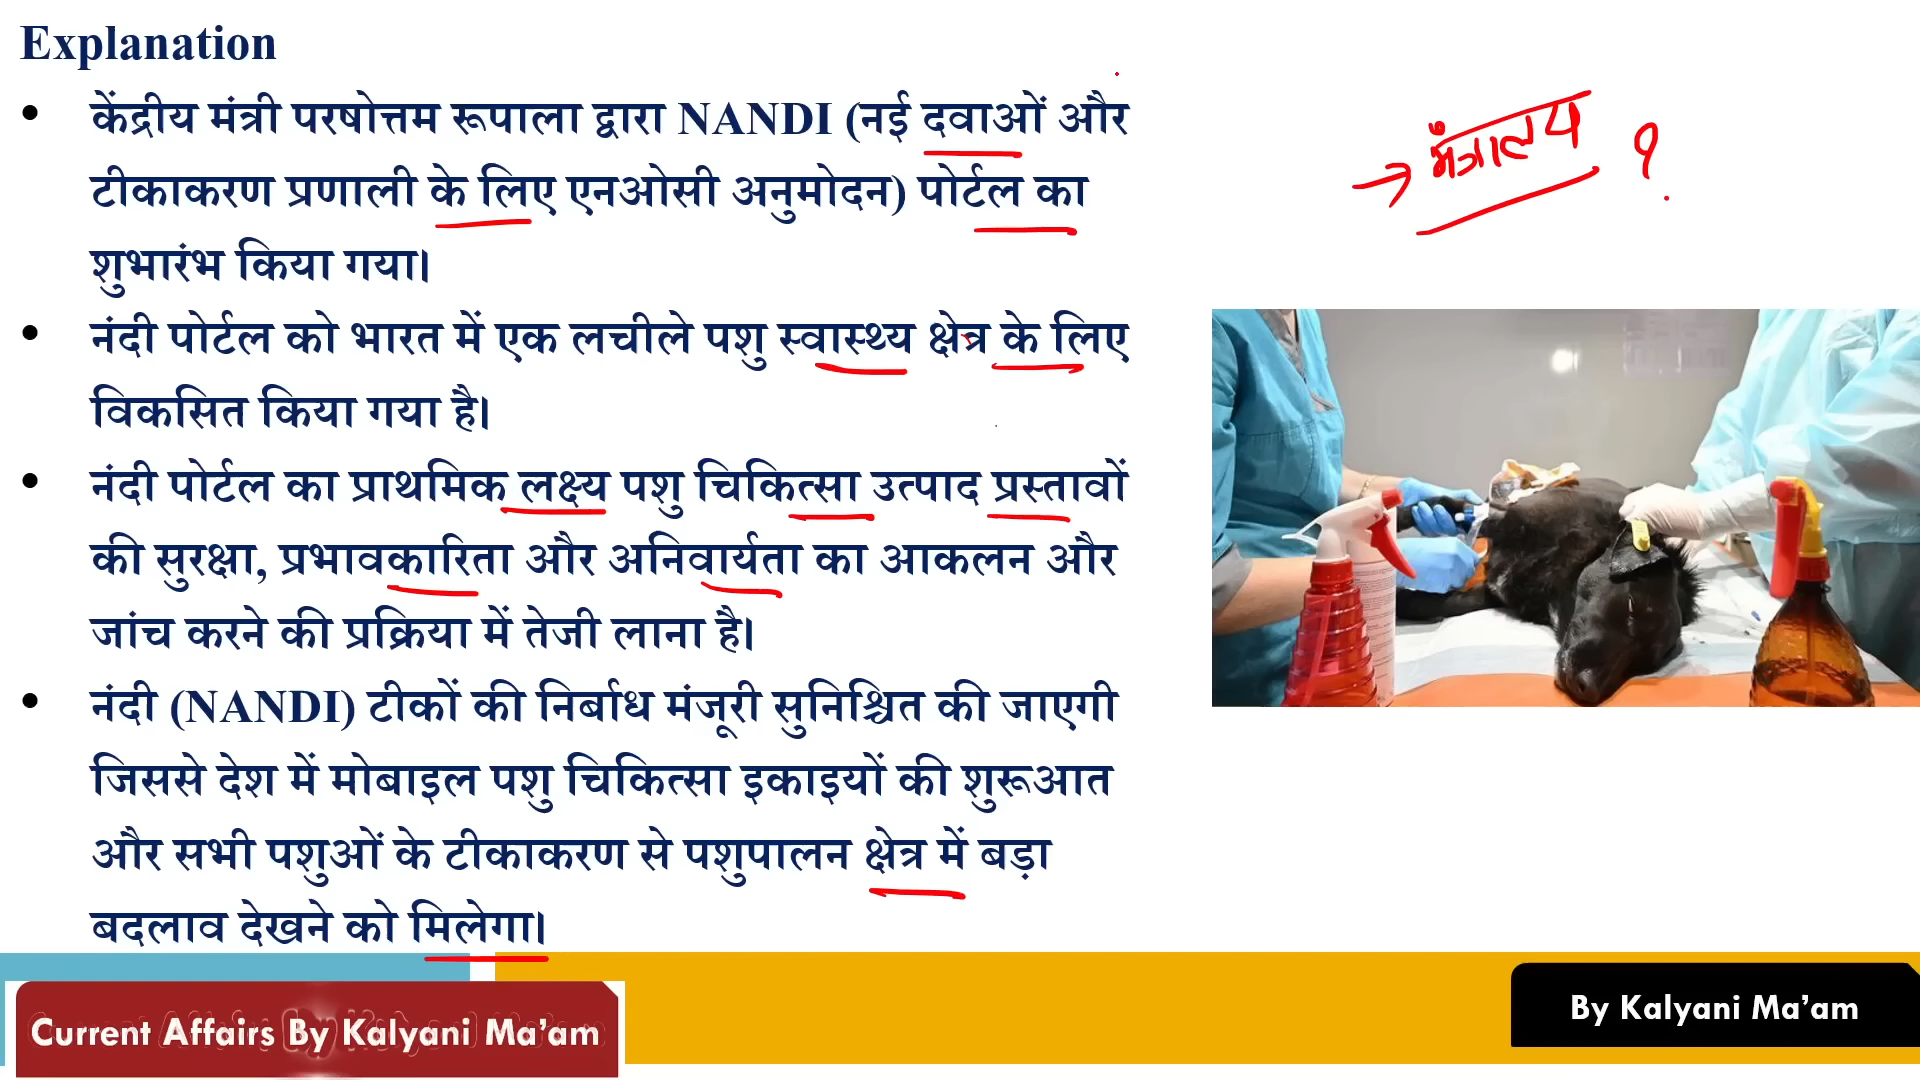 Explanation
• केंद्रीय मंत्री परषोत्तम रूपाला द्वारा NANDI (नई दवाओं और
टीकाकरण प्रणाली के लिए एनओसी अनुमोदन) पोर्टल का
शुभारंभ किया गया।
• नंदी पोर्टल को भारत में एक लचीले पशु स्वास्थ्य क्षेत्र के लिए
विकसित किया गया है।
• नंदी पोर्टल का प्राथमिक लक्ष्य पशु चिकित्सा उत्पाद प्रस्तावों
की सुरक्षा, प्रभावकारिता और अनिवार्यता का आकलन और
जांच करने की प्रक्रिया में तेजी लाना है।
• नंदी (NANDI) टीकों की निर्बाध मंजूरी सुनिश्चित की जाएगी
जिससे देश में मोबाइल पशु चिकित्सा इकाइयों की शुरूआत
और सभी पशुओं के टीकाकरण से पशुपालन क्षेत्र में बड़ा
बदलाव देखने को मिलेगा।
→ मंत्रालय ?
Current Affairs By Kalyani Ma’am
By Kalyani Ma’am